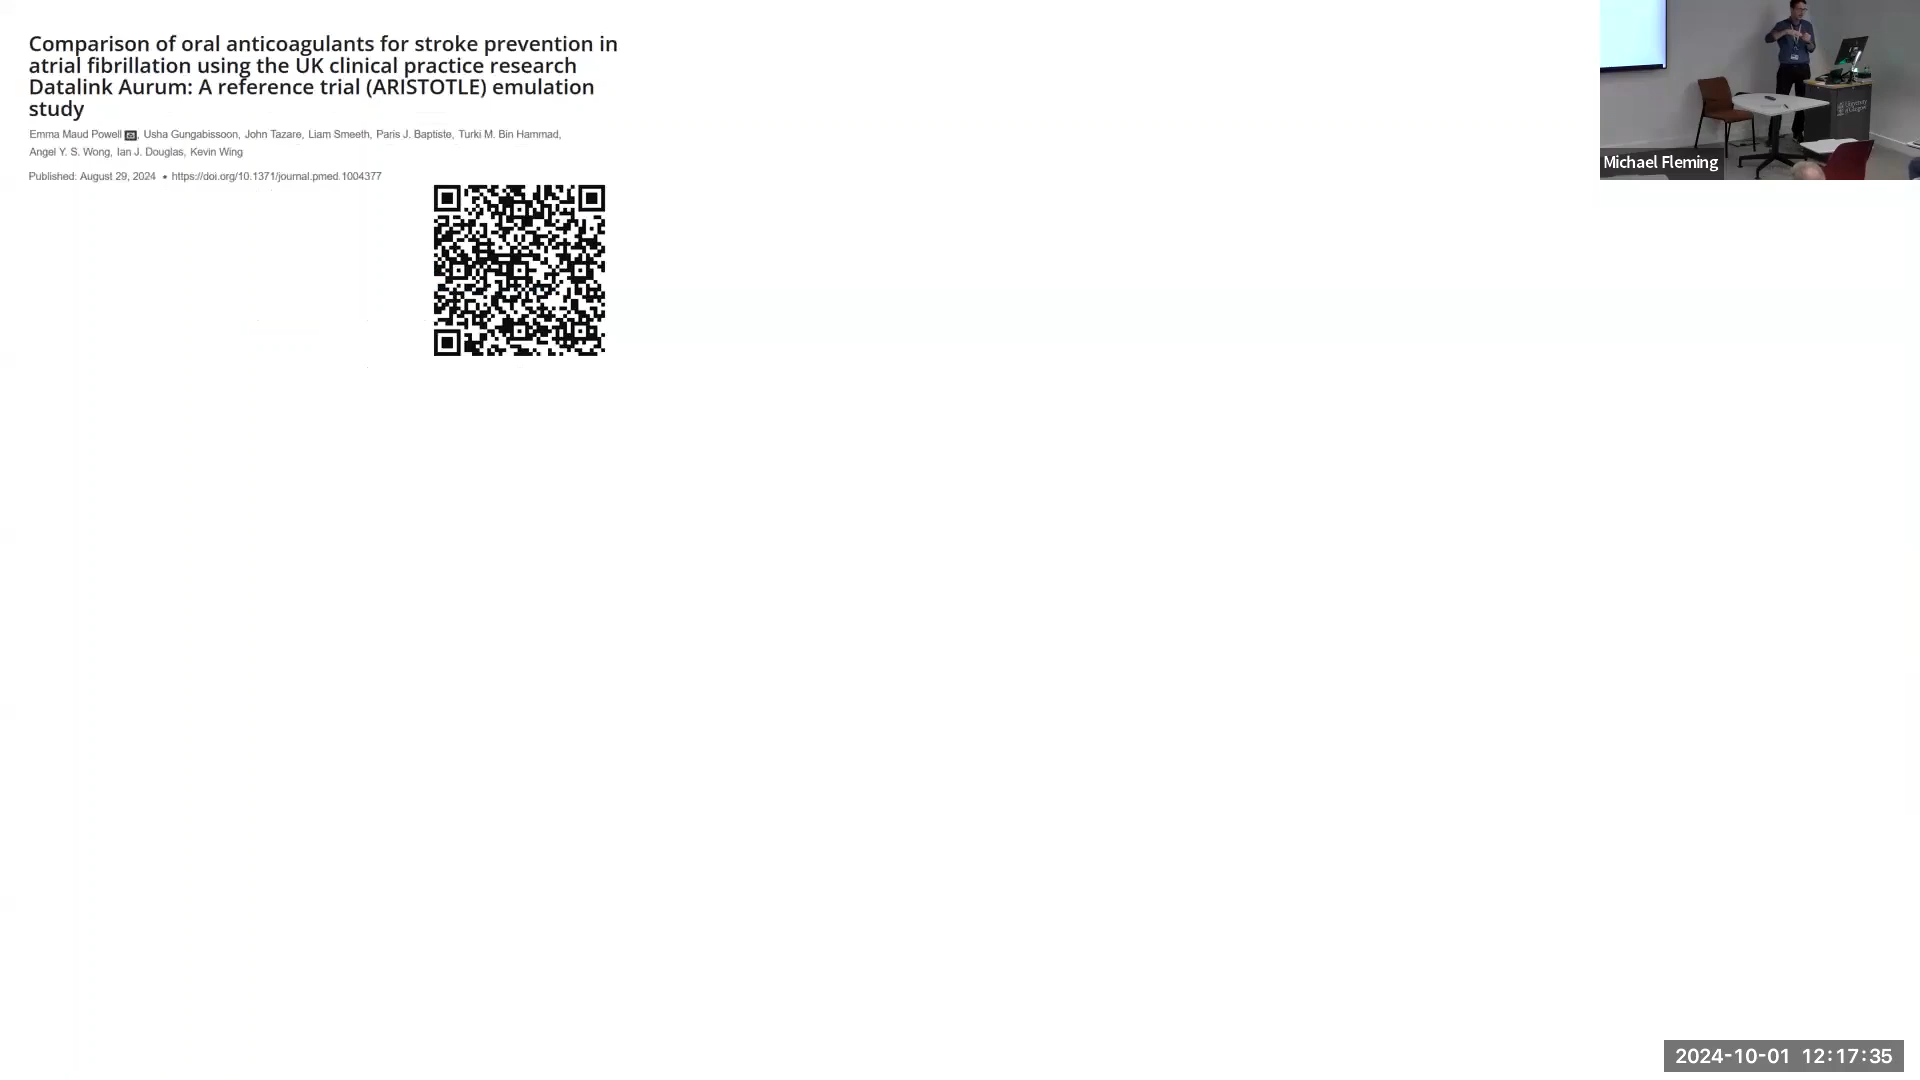 Comparison of oral anticoagulants for stroke prevention in
atrial fibrillation using the UK clinical practice research
Datalink Aurum: A reference trial (ARISTOTLE) emulation
study
Emma Maud Powell, Usha Gungabissoon, John Tazare, Liam Smeeth, Paris J. Baptiste, Turki M. Bin Hammad,
Angel Y. S. Wong, Ian J. Douglas, Kevin Wing
Published: August 29, 2024 • https://doi.org/10.1371/journal.pmed.1004377
Michael Fleming
University of Glasgow
2024-10-01 12:17:35